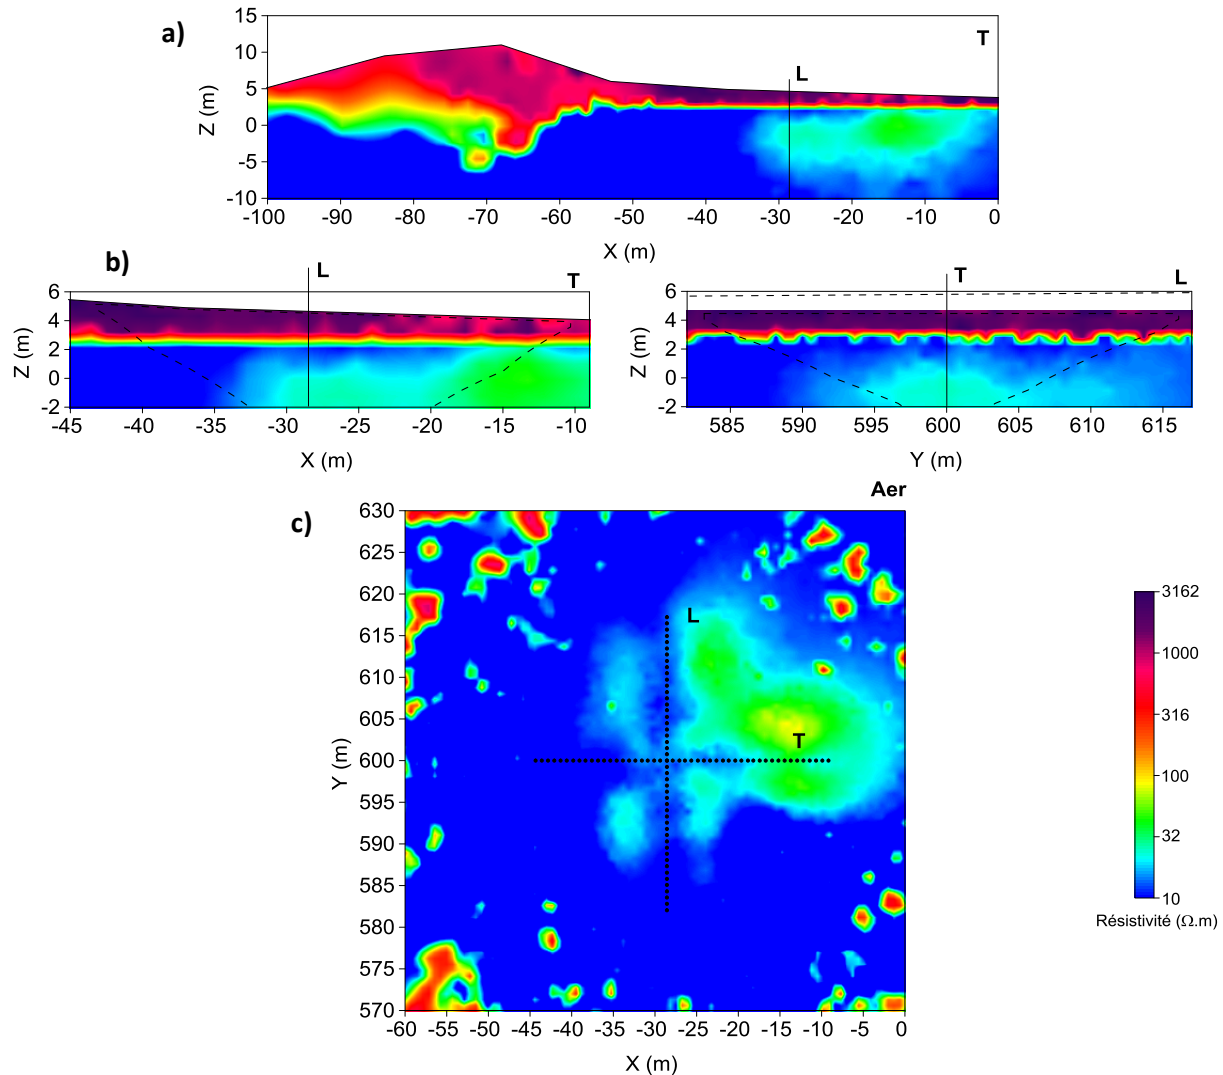 a)
T
L
Z (m)
15
10
5
0
-5
-10
-100 -90 -80 -70 -60 -50 -40 -30 -20 -10 0
X (m)
b)
L
T
Z (m)
6
4
2
0
-2
-45 -40 -35 -30 -25 -20 -15 -10
X (m)
T
L
Z (m)
6
4
2
0
-2
585 590 595 600 605 610 615
Y (m)
Aer
c)
L
T
Y (m)
630
625
620
615
610
605
600
595
590
585
580
575
570
-60 -55 -50 -45 -40 -35 -30 -25 -20 -15 -10 -5 0
X (m)
3162
1000
316
100
32
10
Résistivité (Ω.m)